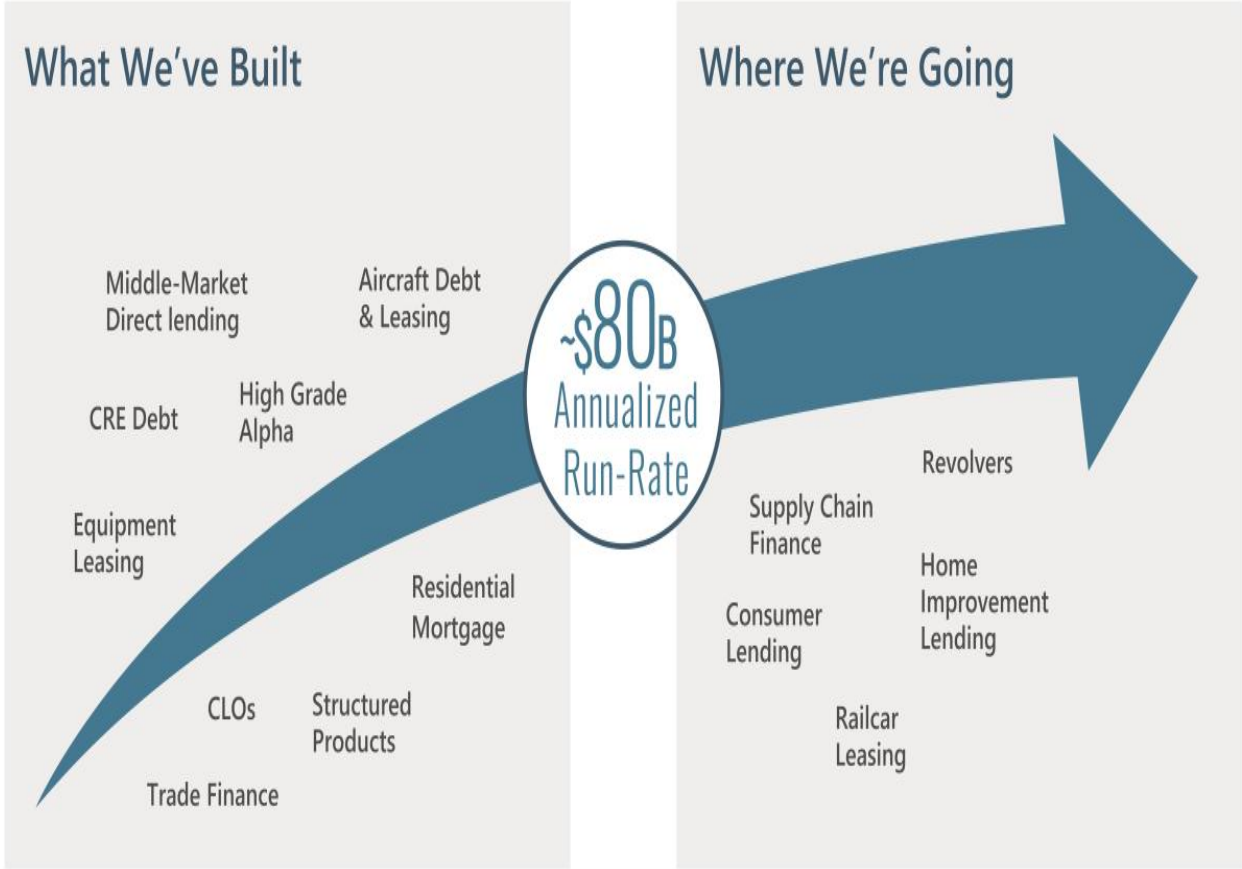 What We've Built
Middle-Market
Direct lending
Aircraft Debt
& Leasing
CRE Debt
High Grade
Alpha
Equipment
Leasing
Residential
Mortgage
CLOs
Structured
Products
Trade Finance
~$80B
Annualized
Run-Rate
Where We're Going
Revolvers
Supply Chain
Finance
Home
Improvement
Lending
Consumer
Lending
Railcar
Leasing